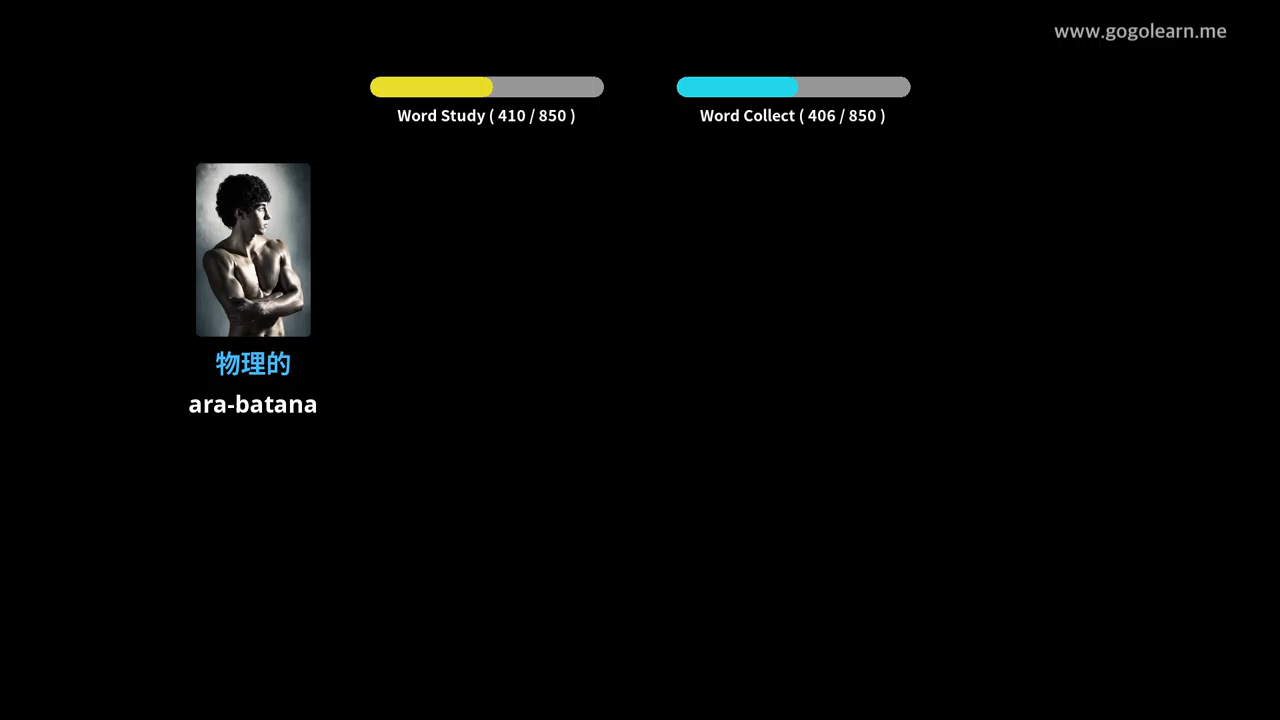 www.gogolearn.me
Word Study ( 410 / 850 )
Word Collect ( 406 / 850 )
物理的
ara-batana